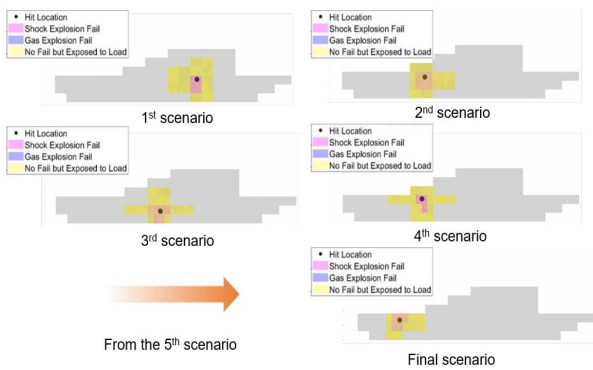 Hit Location
Shock Explosion Fail
Gas Explosion Fail
No Fail but Exposed to Load
1st scenario
Hit Location
Shock Explosion Fail
Gas Explosion Fail
No Fail but Exposed to Load
2nd scenario
Hit Location
Shock Explosion Fail
Gas Explosion Fail
No Fail but Exposed to Load
3rd scenario
Hit Location
Shock Explosion Fail
Gas Explosion Fail
No Fail but Exposed to Load
4th scenario
From the 5th scenario
Hit Location
Shock Explosion Fail
Gas Explosion Fail
No Fail but Exposed to Load
Final scenario